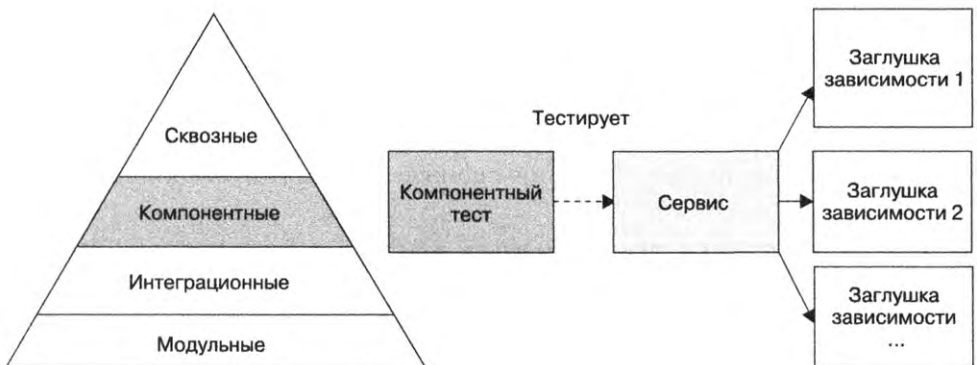 Сквозные
Компонентные
Интеграционные
Модульные
Тестирует
Компонентный
тест
Сервис
Заглушка
зависимости 1
Заглушка
зависимости 2
Заглушка
зависимости
...